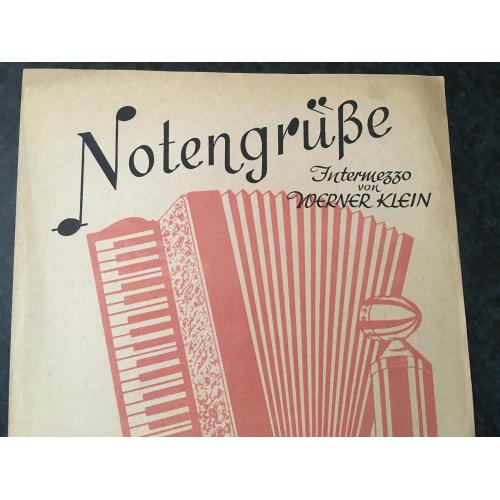 Notengrüße
Intermezzo
von
WERNER KLEIN